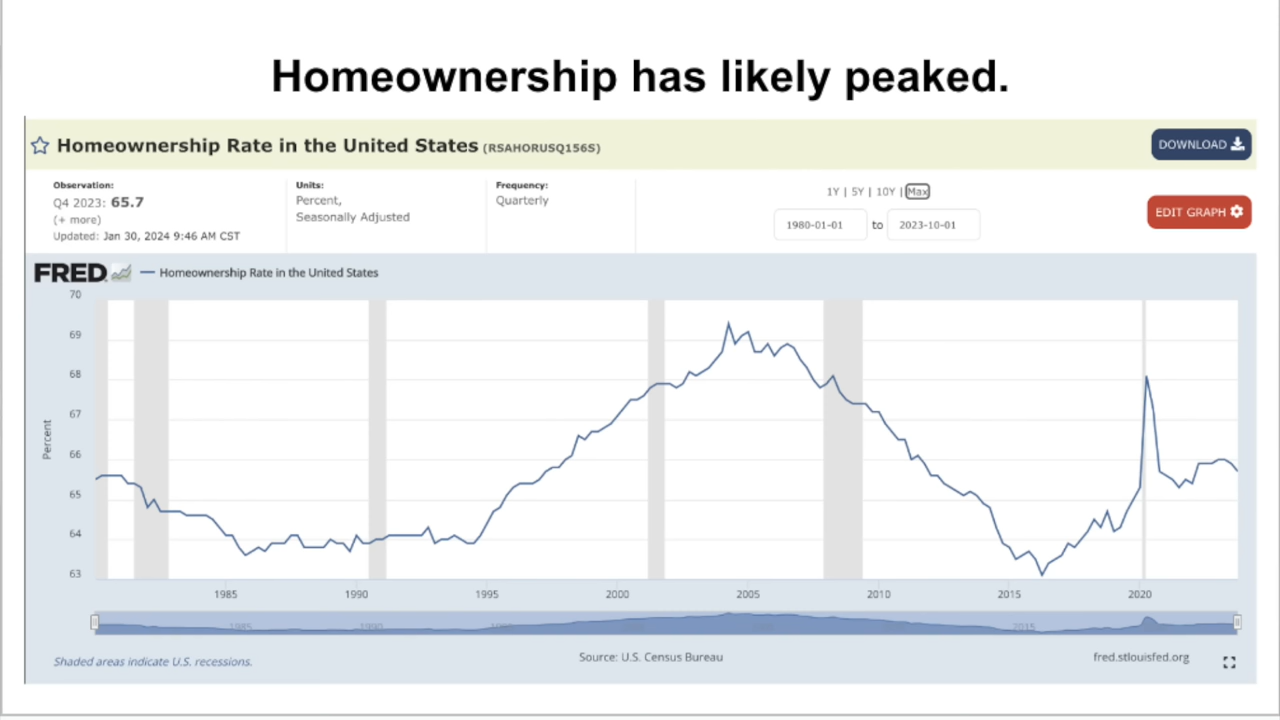 Homeownership has likely peaked.
Homeownership Rate in the United States (RSAHORUSQ156S)
DOWNLOAD
Observation:
Q4 2023: 65.7
(+ more)
Updated: Jan 30, 2024 9:46 AM CST
Units:
Percent,
Seasonally Adjusted
Frequency:
Quarterly
1Y | 5Y | 10Y | Max
1980-01-01 to 2023-10-01
EDIT GRAPH
FRED
Homeownership Rate in the United States
70
69
68
67
66
65
64
63
Percent
1985
1990
1995
2000
2005
2010
2015
2020
1985
1990
2015
Shaded areas indicate U.S. recessions.
Source: U.S. Census Bureau
fred.stlouisfed.org